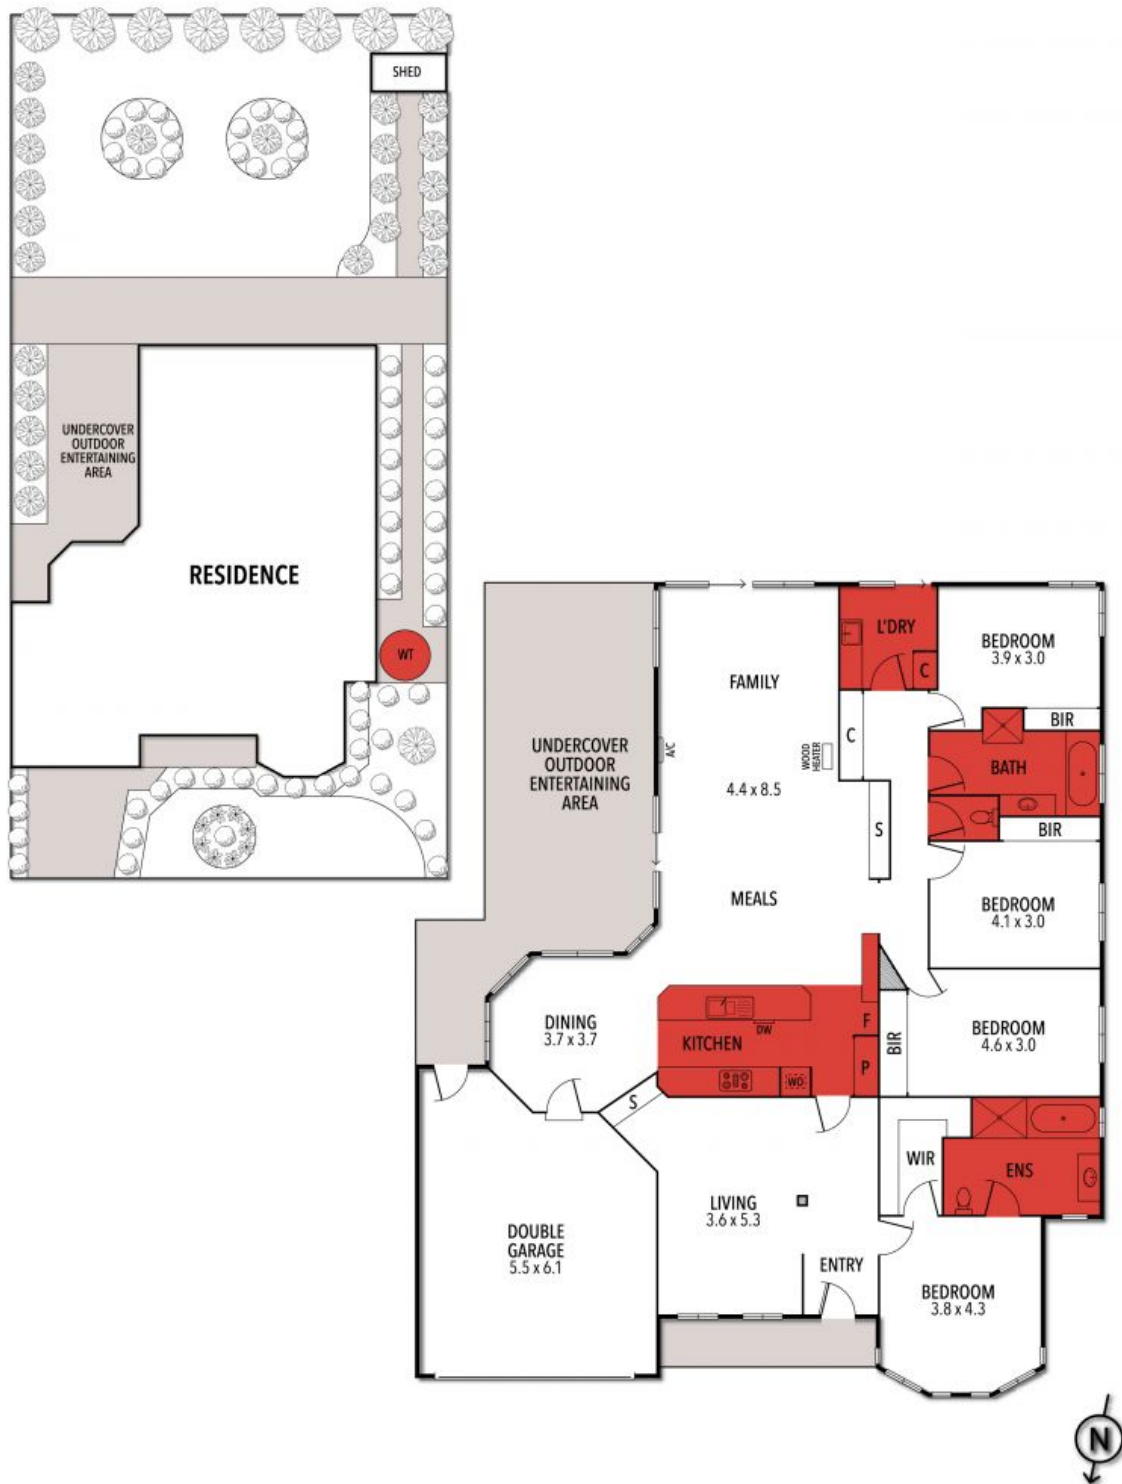 SHED
UNDERCOVER
OUTDOOR
ENTERTAINING
AREA
RESIDENCE
WT
UNDERCOVER
OUTDOOR
ENTERTAINING
AREA
FAMILY
A/C
WOOD
HEATER
4.4 x 8.5
MEALS
L'DRY
C
C
S
BEDROOM
3.9 x 3.0
BIR
BATH
BIR
BEDROOM
4.1 x 3.0
DINING
3.7 x 3.7
KITCHEN
DW
F
P
WO
BIR
BEDROOM
4.6 x 3.0
S
WIR
ENS
LIVING
3.6 x 5.3
DOUBLE
GARAGE
5.5 x 6.1
ENTRY
BEDROOM
3.8 x 4.3
N